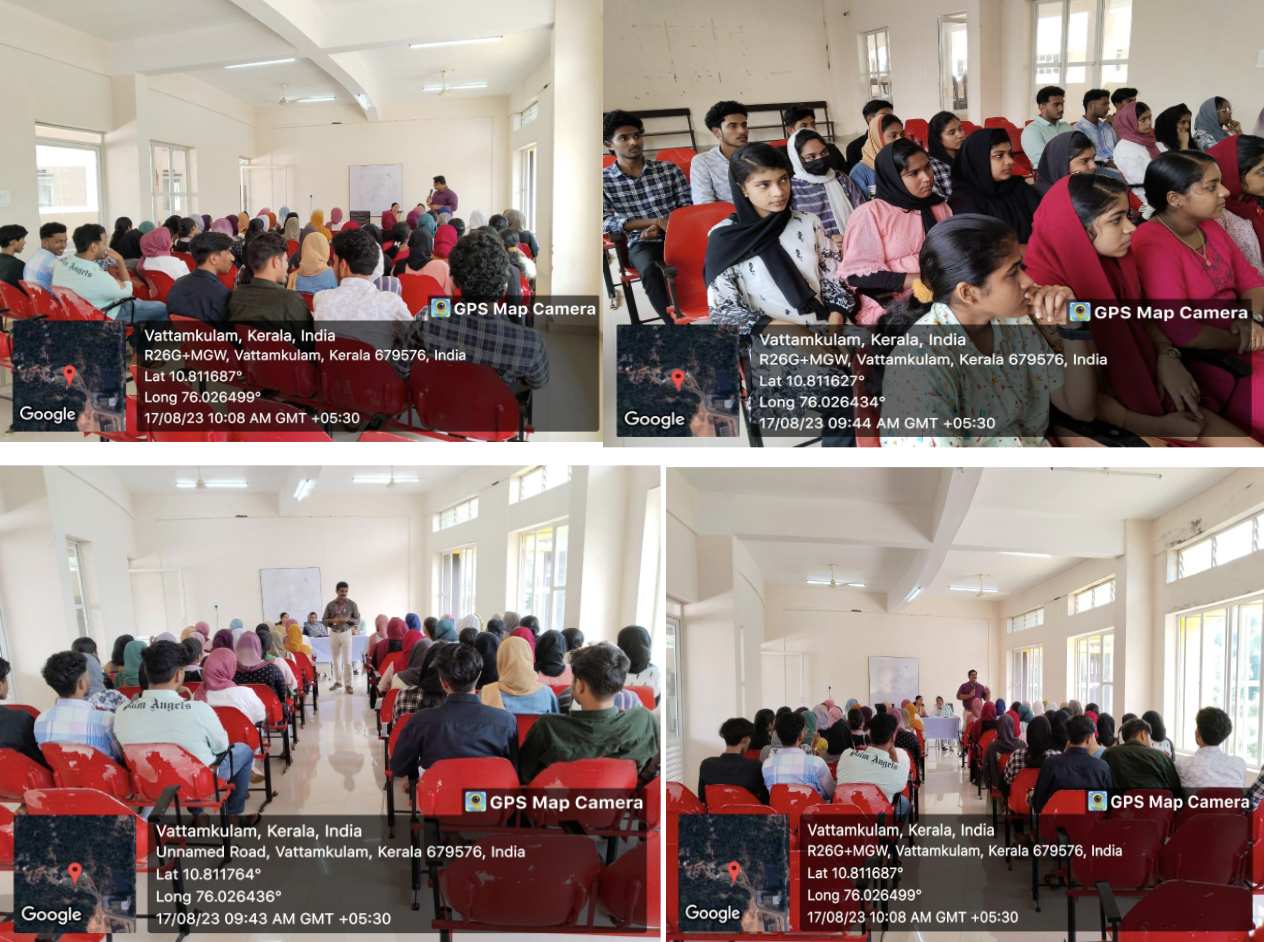 GPS Map Camera
Vattamkulam, Kerala, India
R26G+MGW, Vattamkulam, Kerala 679576, India
Lat 10.811687°
Long 76.026499°
17/08/23 10:08 AM GMT +05:30
Google
GPS Map Camera
Vattamkulam, Kerala, India
R26G+MGW, Vattamkulam, Kerala 679576, India
Lat 10.811627°
Long 76.026434°
17/08/23 09:44 AM GMT +05:30
Google
Angels
GPS Map Camera
Vattamkulam, Kerala, India
Unnamed Road, Vattamkulam, Kerala 679576, India
Lat 10.811764°
Long 76.026436°
17/08/23 09:43 AM GMT +05:30
Google
Angels
GPS Map Camera
Vattamkulam, Kerala, India
R26G+MGW, Vattamkulam, Kerala 679576, India
Lat 10.811687°
Long 76.026499°
17/08/23 10:08 AM GMT +05:30
Google
Angels